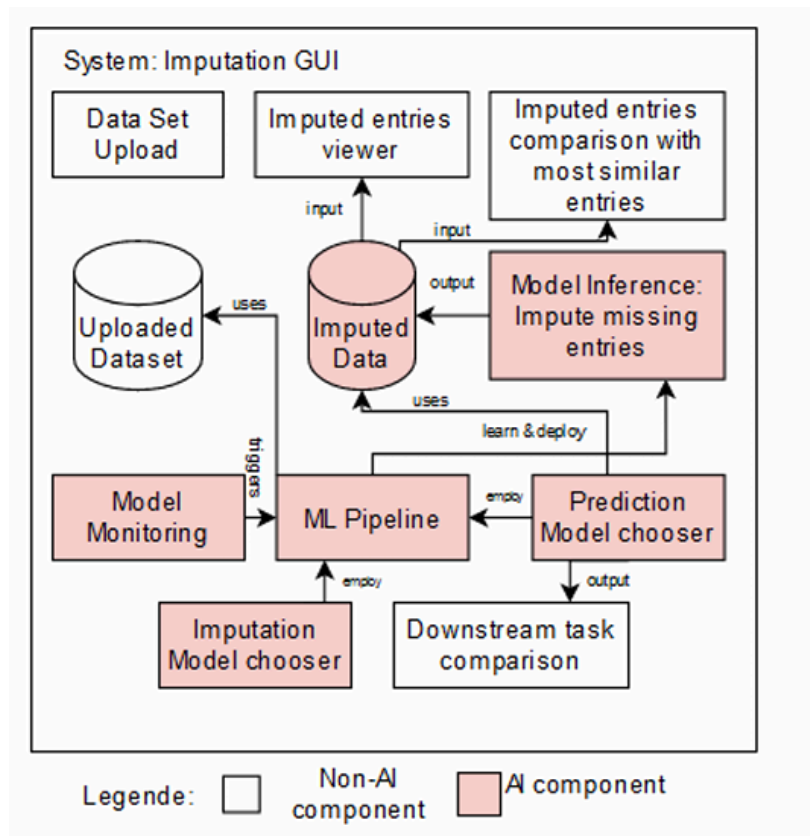 System: Imputation GUI
Data Set
Upload
Imputed entries
viewer
Imputed entries
comparison with
most similar
entries
input
input
Uploaded
Dataset
uses
Imputed
Data
output
Model Inference:
Impute missing
entries
uses
learn & deploy
triggers
Model
Monitoring
ML Pipeline
employ
Prediction
Model chooser
employ
output
Imputation
Model chooser
Downstream task
comparison
Legende:
Non-AI
component
AI component